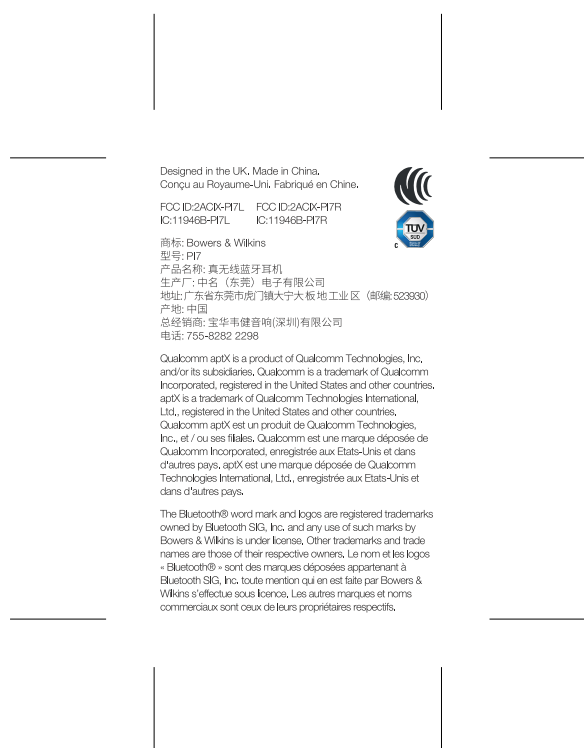 Designed in the UK. Made in China.
Conçu au Royaume-Uni. Fabriqué en Chine.
FCC ID:2ACIX-PI7L FCC ID:2ACIX-PI7R
IC:11946B-PI7L IC:11946B-PI7R
TÜV
SUD
C
商标: Bowers & Wilkins
型号: PI7
产品名称: 真无线蓝牙耳机
生产厂: 中名（东莞）电子有限公司
地址: 广东省东莞市虎门镇大宁大板地工业区（邮编: 523930）
产地: 中国
总经销商: 宝华韦健音响(深圳)有限公司
电话: 755-8282 2298
Qualcomm aptX is a product of Qualcomm Technologies, Inc.
and/or its subsidiaries. Qualcomm is a trademark of Qualcomm
Incorporated, registered in the United States and other countries.
aptX is a trademark of Qualcomm Technologies International,
Ltd., registered in the United States and other countries.
Qualcomm aptX est un produit de Qualcomm Technologies,
Inc., et / ou ses filiales. Qualcomm est une marque déposée de
Qualcomm Incorporated, enregistrée aux Etats-Unis et dans
d'autres pays. aptX est une marque déposée de Qualcomm
Technologies International, Ltd., enregistrée aux Etats-Unis et
dans d'autres pays.
The Bluetooth® word mark and logos are registered trademarks
owned by Bluetooth SIG, Inc. and any use of such marks by
Bowers & Wilkins is under license. Other trademarks and trade
names are those of their respective owners. Le nom et les logos
« Bluetooth® » sont des marques déposées appartenant à
Bluetooth SIG, Inc. toute mention qui en est faite par Bowers &
Wilkins s'effectue sous licence. Les autres marques et noms
commerciaux sont ceux de leurs propriétaires respectifs.